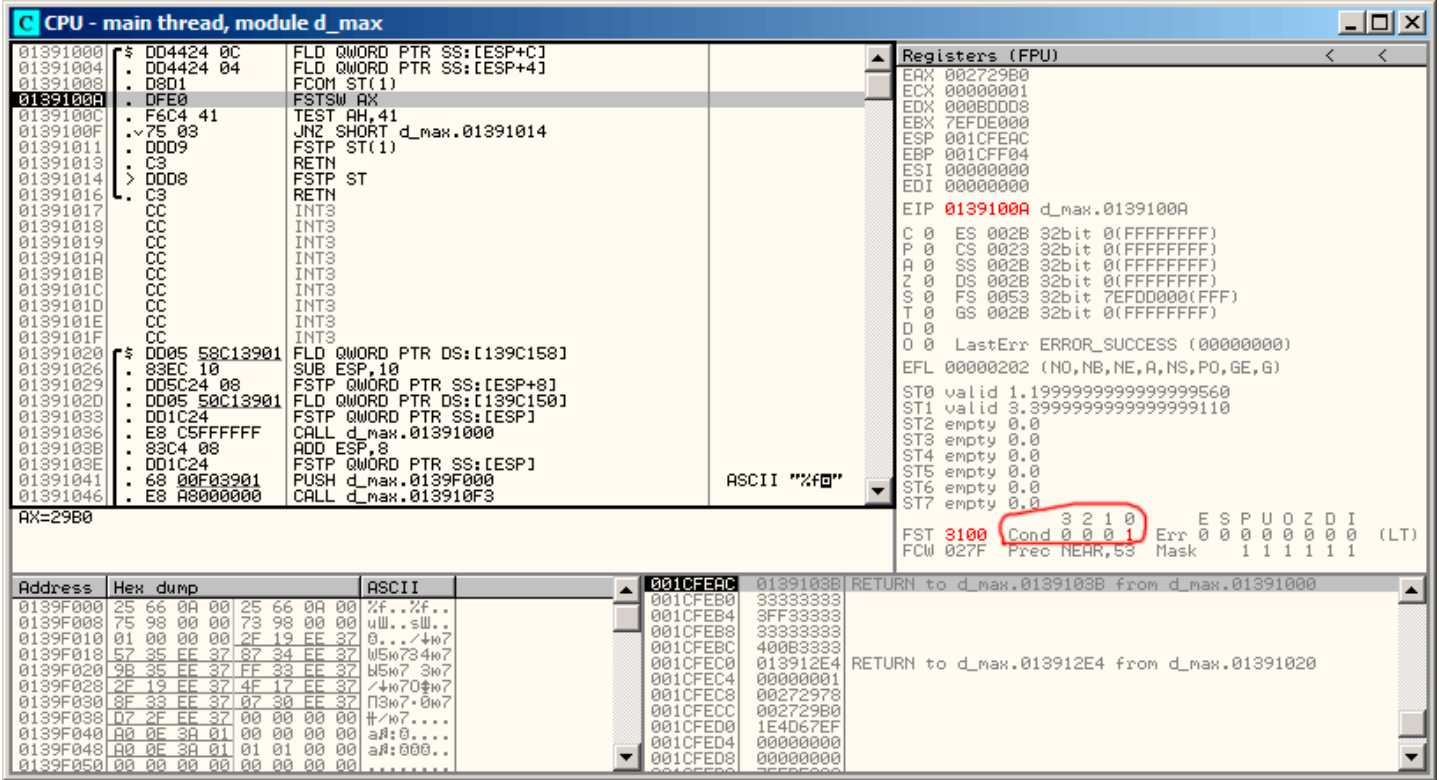 C CPU - main thread, module d_max
01391000 $ DD4424 0C FLD QWORD PTR SS:[ESP+C]
01391004 . DD4424 04 FLD QWORD PTR SS:[ESP+4]
01391008 . D8D1 FCOM ST(1)
0139100A . DFE0 FSTSW AX
0139100C . F6C4 41 TEST AH,41
0139100F . 75 03 JNZ SHORT d_max.01391014
01391011 . DDD9 FSTP ST(1)
01391013 . C3 RETN
01391014 > DDD8 FSTP ST
01391016 . C3 RETN
01391017 CC INT3
01391018 CC INT3
01391019 CC INT3
0139101A CC INT3
0139101B CC INT3
0139101C CC INT3
0139101D CC INT3
0139101E CC INT3
0139101F CC INT3
01391020 $ DD05 58C13901 FLD QWORD PTR DS:[139C158]
01391026 . 83EC 10 SUB ESP,10
01391029 . DD5C24 08 FSTP QWORD PTR SS:[ESP+8]
0139102D . DD05 50C13901 FLD QWORD PTR DS:[139C150]
01391033 . DD1C24 FSTP QWORD PTR SS:[ESP]
01391036 . E8 C5FFFFFF CALL d_max.01391000
0139103B . 83C4 08 ADD ESP,8
0139103E . DD1C24 FSTP QWORD PTR SS:[ESP]
01391041 . 68 00F03901 PUSH d_max.0139F000 ASCII "%f◙"
01391046 . E8 A8000000 CALL d_max.013910F3
AX=29B0
Registers (FPU) < <
EAX 002729B0
ECX 00000001
EDX 000BDDD8
EBX 7EFDE000
ESP 001CFEAC
EBP 001CFF04
ESI 00000000
EDI 00000000
EIP 0139100A d_max.0139100A
C 0 ES 002B 32bit 0(FFFFFFFF)
P 0 CS 0023 32bit 0(FFFFFFFF)
A 0 SS 002B 32bit 0(FFFFFFFF)
Z 0 DS 002B 32bit 0(FFFFFFFF)
S 0 FS 0053 32bit 7EFDD000(FFF)
T 0 GS 002B 32bit 0(FFFFFFFF)
D 0
O 0 LastErr ERROR_SUCCESS (00000000)
EFL 00000202 (NO,NB,NE,A,NS,PO,GE,G)
ST0 valid 1.1999999999999999560
ST1 valid 3.3999999999999999110
ST2 empty 0.0
ST3 empty 0.0
ST4 empty 0.0
ST5 empty 0.0
ST6 empty 0.0
ST7 empty 0.0
3 2 1 0 E S P U O Z D I
FST 3100 Cond 0 0 0 1 Err 0 0 0 0 0 0 0 0 (LT)
FCW 027F Prec NEAR,53 Mask 1 1 1 1 1 1
Address Hex dump ASCII
0139F000 25 66 0A 00 25 66 0A 00 %f..%f..
0139F008 75 98 00 00 73 98 00 00 uШ..sШ..
0139F010 01 00 00 00 2F 19 EE 37
0139F018 57 35 EE 37 87 34 EE 37
0139F020 9B 35 EE 37 FF 33 EE 37
0139F028 2F 19 EE 37 4F 17 EE 37
0139F030 8F 33 EE 37 07 30 EE 37
0139F038 D7 2F EE 37 00 00 00 00
0139F040 A0 0E 3A 01 00 00 00 00
0139F048 A0 0E 3A 01 01 01 00 00
0139F050 00 00 00 00 00 00 00 00 ........
001CFEAC 0139103B RETURN to d_max.0139103B from d_max.01391000
001CFEB0 33333333
001CFEB4 3FF33333
001CFEB8 33333333
001CFEBC 400B3333
001CFEC0 013912E4 RETURN to d_max.013912E4 from d_max.01391020
001CFEC4 00000001
001CFEC8 00272978
001CFECC 002729B0
001CFED0 1E4D67EF
001CFED4 00000000
001CFED8 00000000